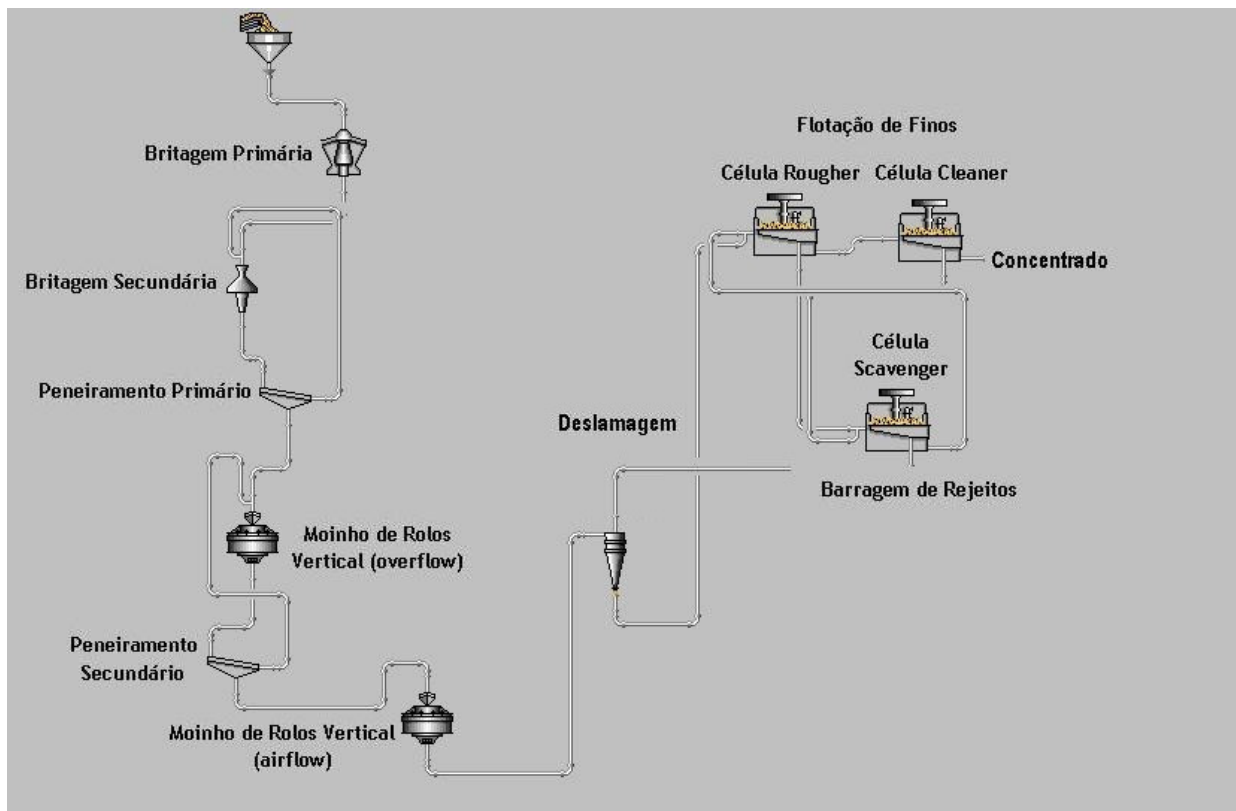 Britagem Primária
Britagem Secundária
Peneiramento Primário
Moinho de Rolos
Vertical (overflow)
Peneiramento
Secundário
Moinho de Rolos Vertical
(airflow)
Deslamagem
Flotação de Finos
Célula Rougher
Célula Cleaner
Concentrado
Célula
Scavenger
Barragem de Rejeitos